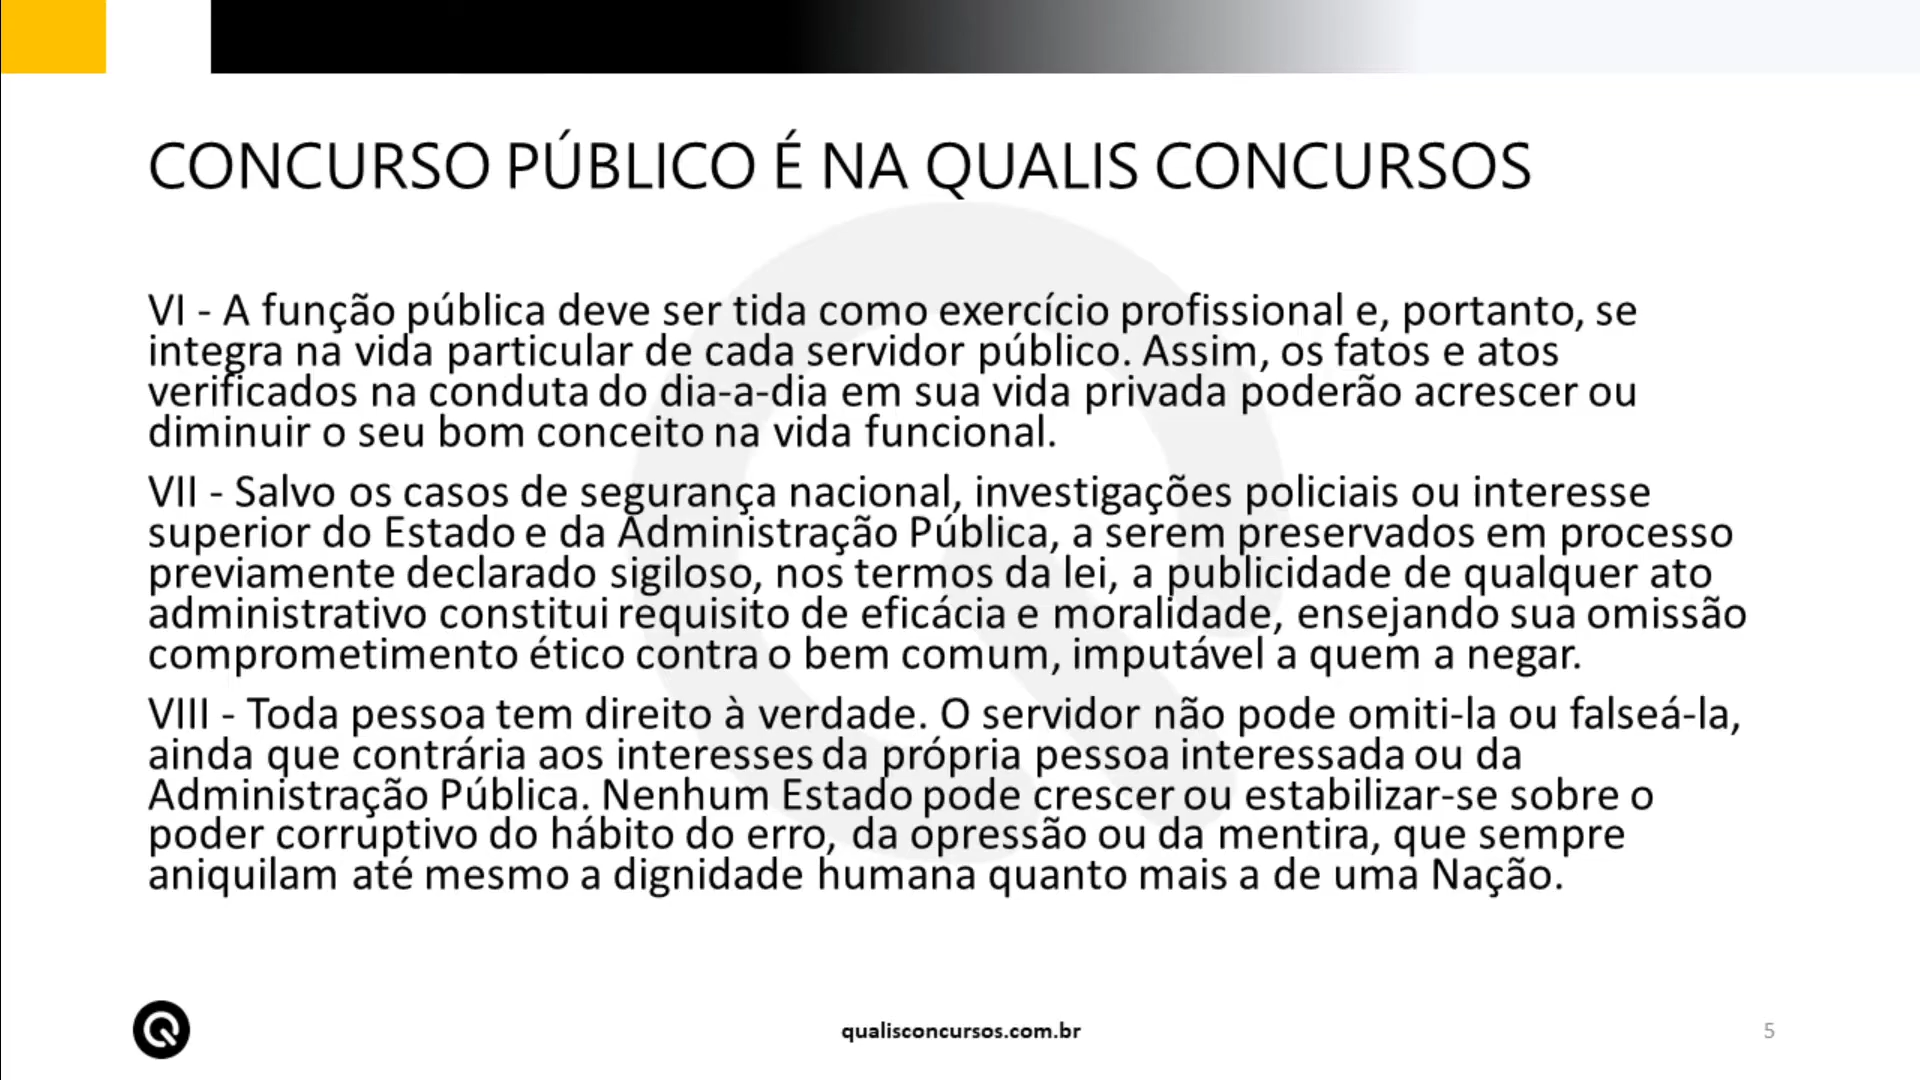 CONCURSO PÚBLICO É NA QUALIS CONCURSOS
VI - A função pública deve ser tida como exercício profissional e, portanto, se
integra na vida particular de cada servidor público. Assim, os fatos e atos
verificados na conduta do dia-a-dia em sua vida privada poderão acrescer ou
diminuir o seu bom conceito na vida funcional.
VII - Salvo os casos de segurança nacional, investigações policiais ou interesse
superior do Estado e da Administração Pública, a serem preservados em processo
previamente declarado sigiloso, nos termos da lei, a publicidade de qualquer ato
administrativo constitui requisito de eficácia e moralidade, ensejando sua omissão
comprometimento ético contra o bem comum, imputável a quem a negar.
VIII - Toda pessoa tem direito à verdade. O servidor não pode omiti-la ou falseá-la,
ainda que contrária aos interesses da própria pessoa interessada ou da
Administração Pública. Nenhum Estado pode crescer ou estabilizar-se sobre o
poder corruptivo do hábito do erro, da opressão ou da mentira, que sempre
aniquilam até mesmo a dignidade humana quanto mais a de uma Nação.
qualisconcursos.com.br
5